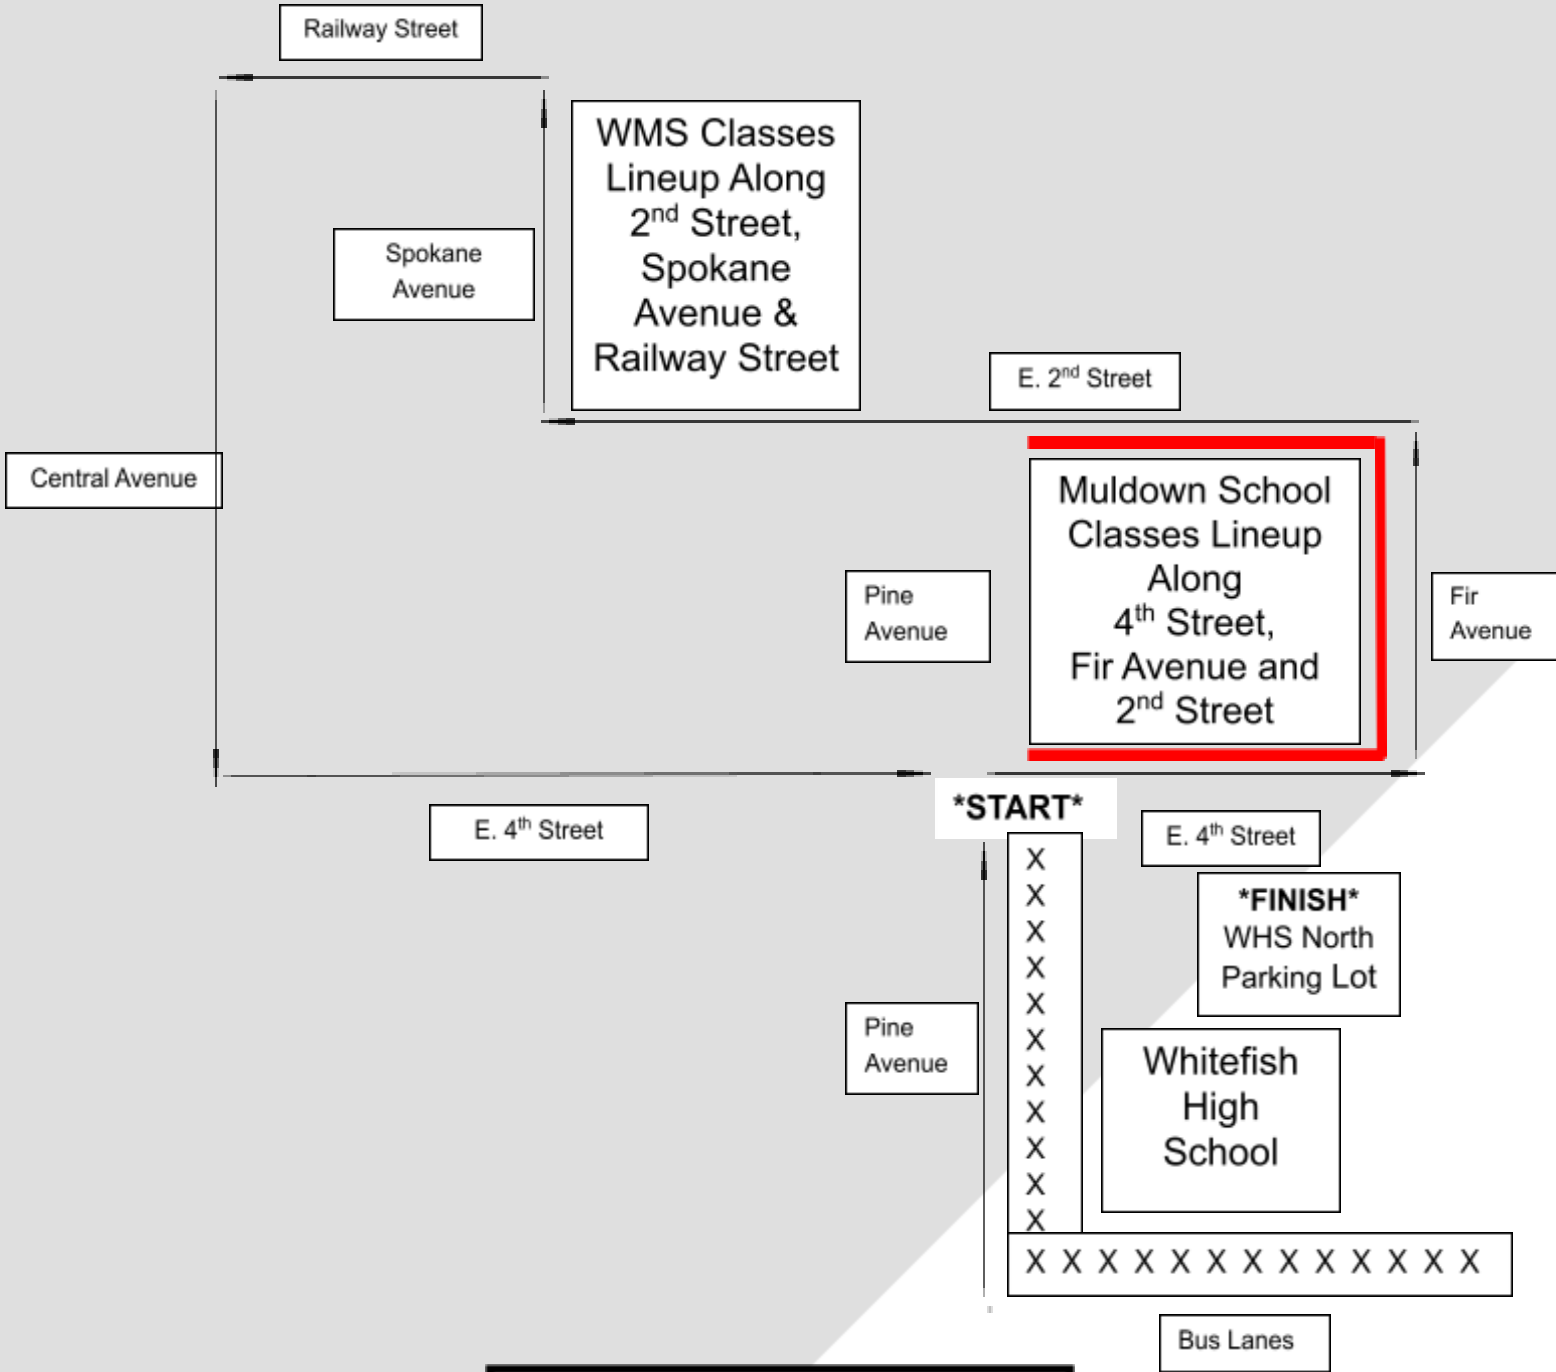 Railway Street
WMS Classes
Lineup Along
2nd Street,
Spokane
Avenue &
Railway Street
Spokane
Avenue
E. 2nd Street
Central Avenue
Muldown School
Classes Lineup
Along
4th Street,
Fir Avenue and
2nd Street
Pine
Avenue
Fir
Avenue
*START*
E. 4th Street
E. 4th Street
*FINISH*
WHS North
Parking Lot
X
X
X
X
X
X
X
X
X
X
X
Pine
Avenue
Whitefish
High
School
X X X X X X X X X X X X X
Bus Lanes